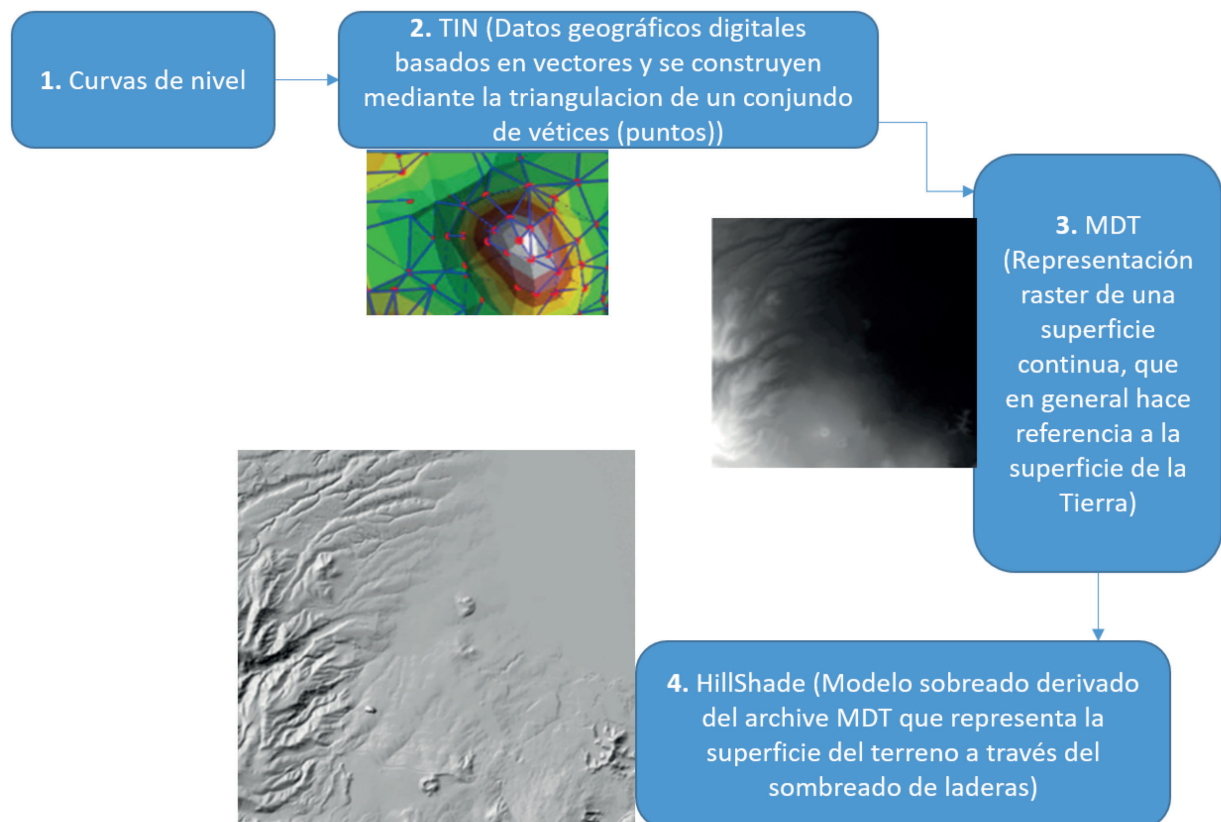 1. Curvas de nivel
2. TIN (Datos geográficos digitales
basados en vectores y se construyen
mediante la triangulacion de un conjundo
de vétices (puntos))
3. MDT
(Representación
raster de una
superficie
continua, que
en general hace
referencia a la
superficie de la
Tierra)
4. HillShade (Modelo sobreado derivado
del archive MDT que representa la
superficie del terreno a través del
sombreado de laderas)